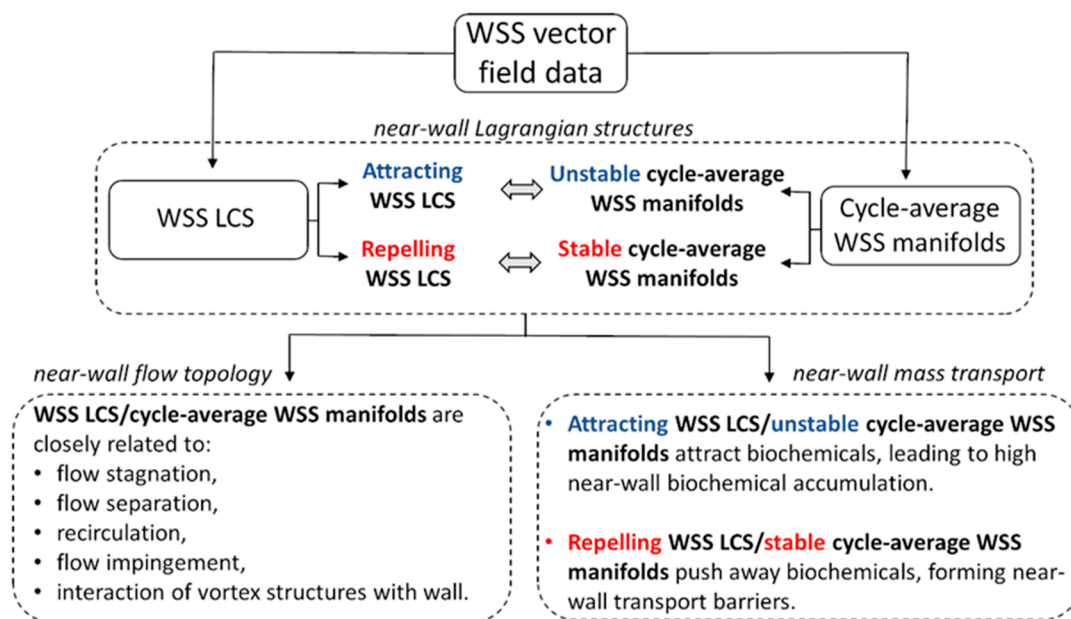 WSS vector
field data
near-wall Lagrangian structures
WSS LCS
Attracting
WSS LCS
Unstable cycle-average
WSS manifolds
Repelling
WSS LCS
Stable cycle-average
WSS manifolds
Cycle-average
WSS manifolds
near-wall flow topology
WSS LCS/cycle-average WSS manifolds are
closely related to:
• flow stagnation,
• flow separation,
• recirculation,
• flow impingement,
• interaction of vortex structures with wall.
near-wall mass transport
• Attracting WSS LCS/unstable cycle-average WSS
manifolds attract biochemicals, leading to high
near-wall biochemical accumulation.
• Repelling WSS LCS/stable cycle-average WSS
manifolds push away biochemicals, forming near-
wall transport barriers.